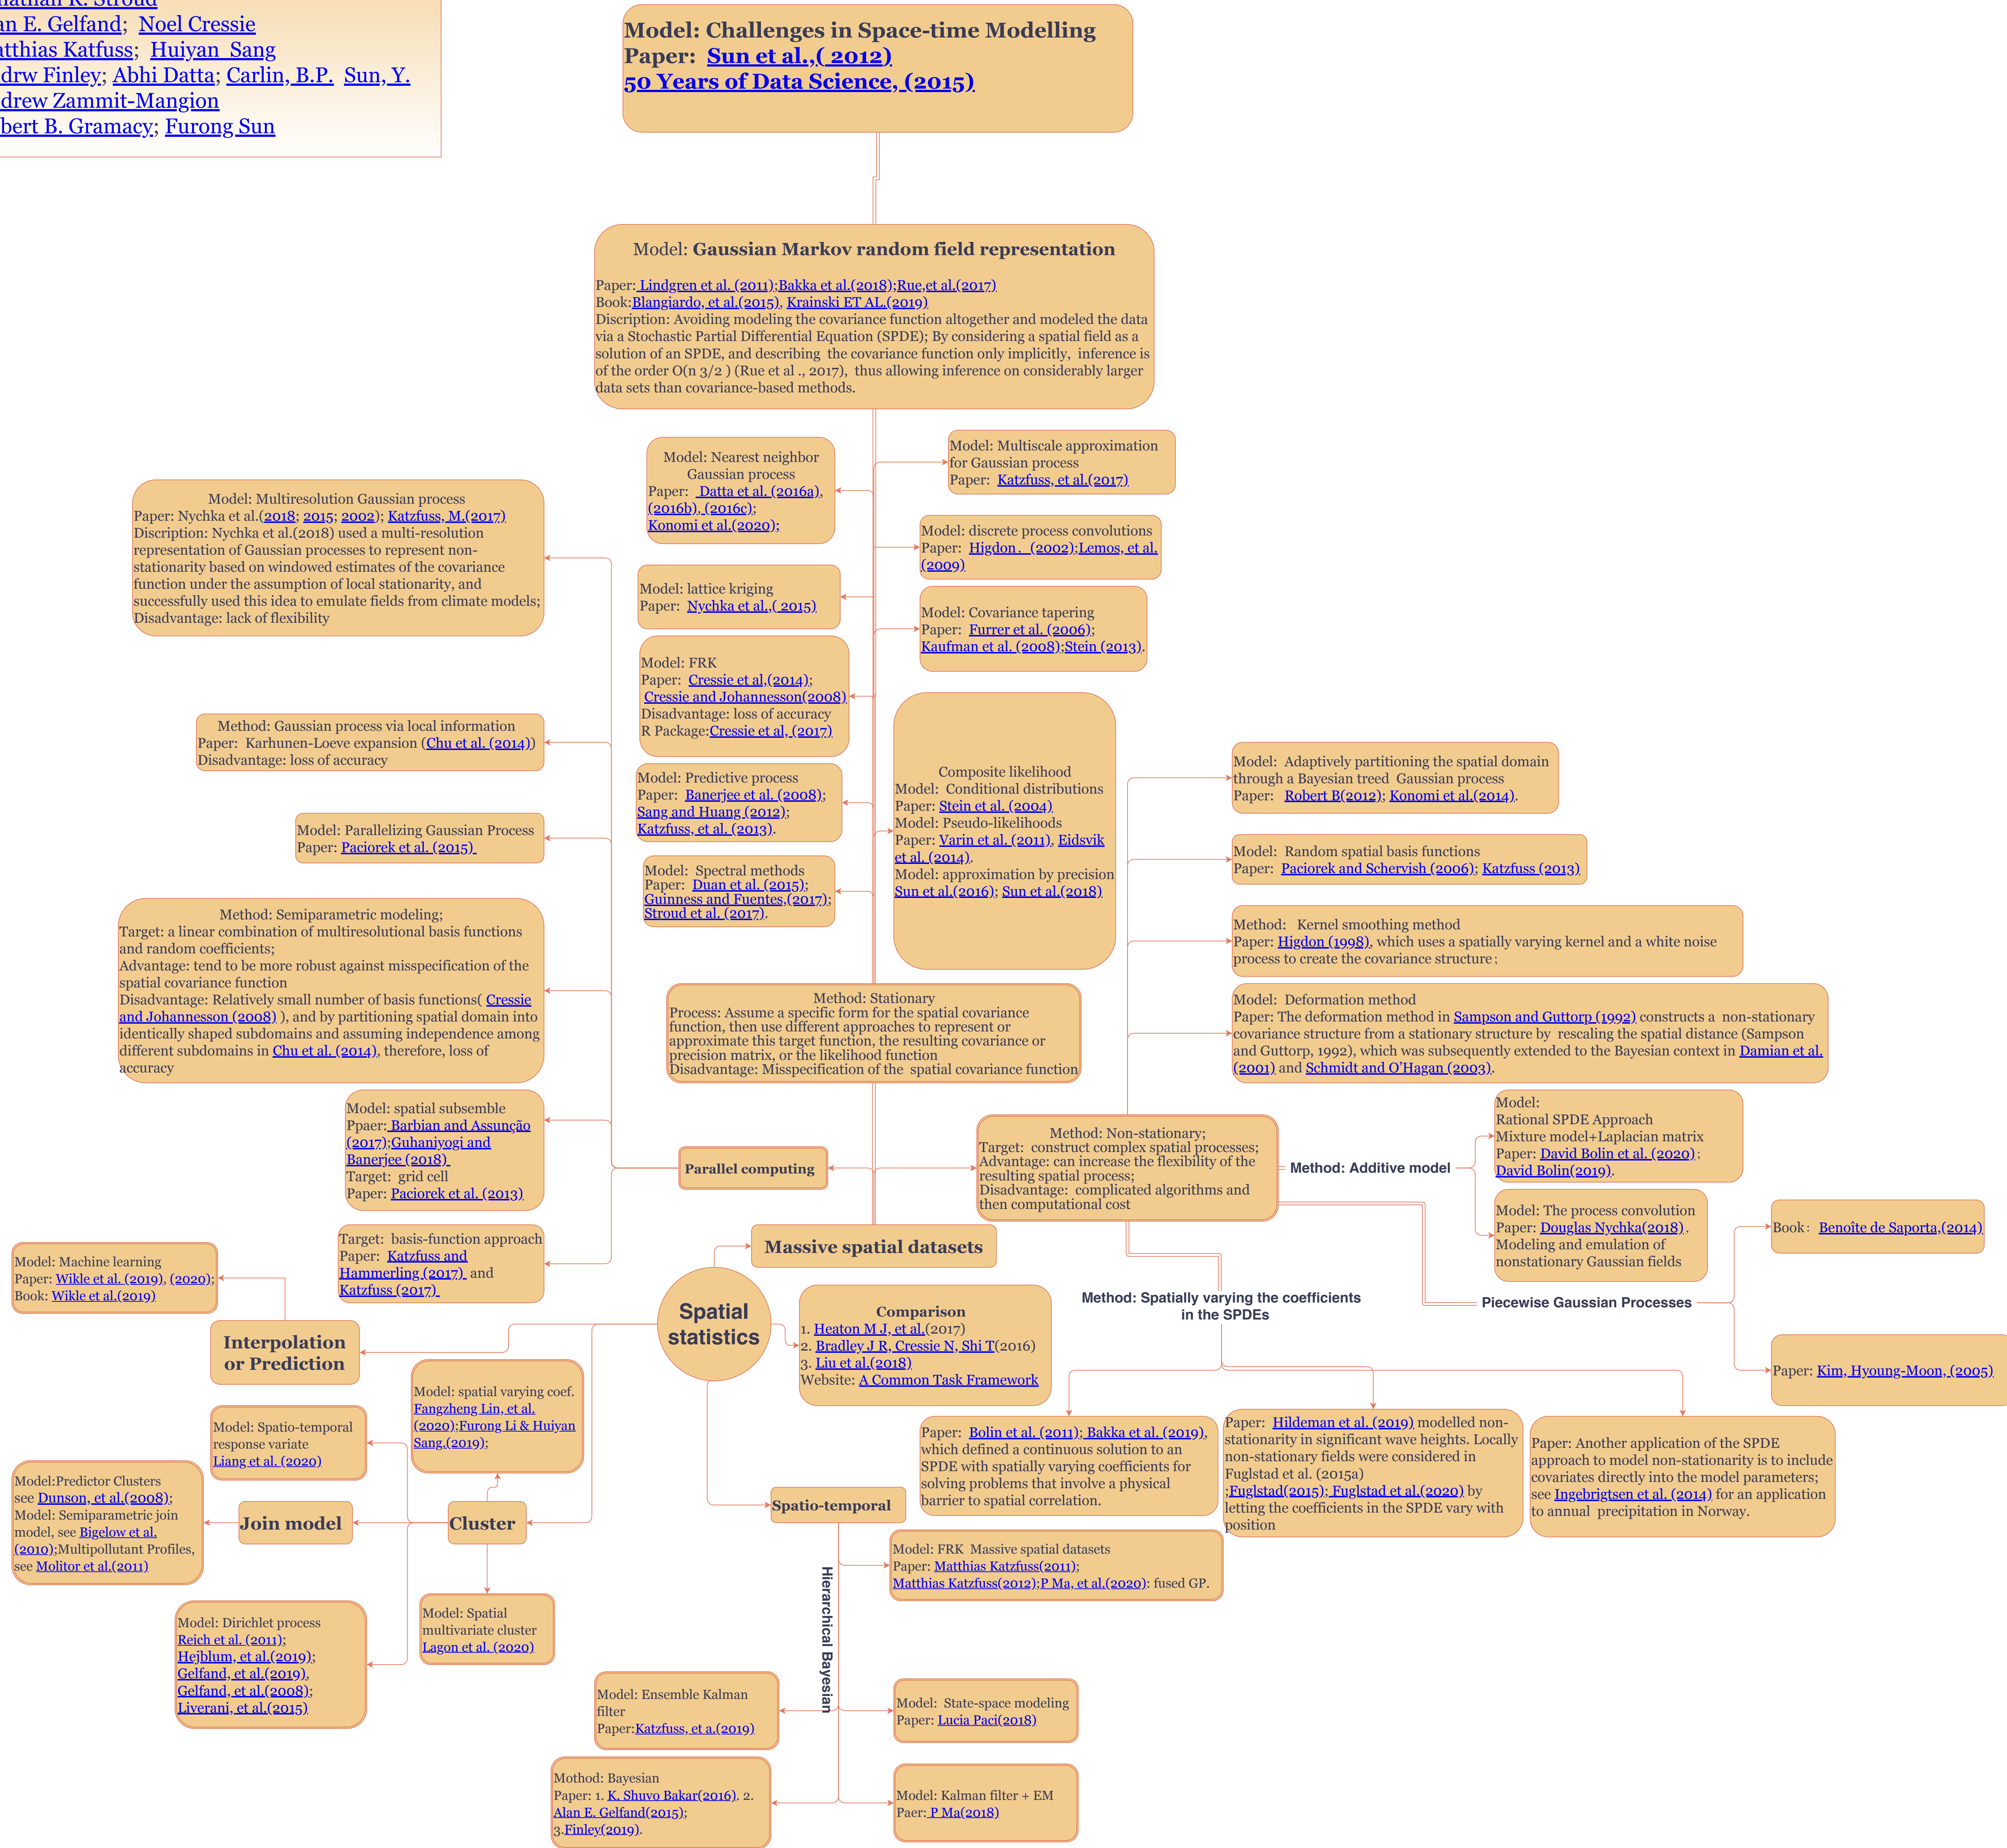 Jonathan R. Stroud
Alan E. Gelfand; Noel Cressie
Matthias Katfuss; Huiyan Sang
Andrw Finley; Abhi Datta; Carlin, B.P. Sun, Y.
Andrew Zammit-Mangion
Robert B. Gramacy; Furong Sun
Model: Challenges in Space-time Modelling
Paper: Sun et al.,( 2012)
50 Years of Data Science, (2015)
Model: Gaussian Markov random field representation
Paper: Lindgren et al. (2011);Bakka et al.(2018);Rue,et al.(2017)
Book:Blangiardo, et al.(2015), Krainski ET AL.(2019)
Discription: Avoiding modeling the covariance function altogether and modeled the data
via a Stochastic Partial Differential Equation (SPDE); By considering a spatial field as a
solution of an SPDE, and describing the covariance function only implicitly, inference is
of the order O(n 3/2 ) (Rue et al ., 2017), thus allowing inference on considerably larger
data sets than covariance-based methods.
Model: Nearest neighbor
Gaussian process
Paper: Datta et al. (2016a),
(2016b), (2016c);
Konomi et al.(2020);
Model: Multiscale approximation
for Gaussian process
Paper: Katzfuss, et al.(2017)
Model: Multiresolution Gaussian process
Paper: Nychka et al.(2018; 2015; 2002); Katzfuss, M.(2017)
Discription: Nychka et al.(2018) used a multi-resolution
representation of Gaussian processes to represent non-
stationarity based on windowed estimates of the covariance
function under the assumption of local stationarity, and
successfully used this idea to emulate fields from climate models;
Disadvantage: lack of flexibility
Model: discrete process convolutions
Paper: Higdon. (2002);Lemos, et al.
(2009)
Model: lattice kriging
Paper: Nychka et al.,( 2015)
Model: Covariance tapering
Paper: Furrer et al. (2006);
Kaufman et al. (2008);Stein (2013).
Model: FRK
Paper: Cressie et al,(2014);
Cressie and Johannesson(2008)
Disadvantage: loss of accuracy
R Package:Cressie et al, (2017)
Method: Gaussian process via local information
Paper: Karhunen-Loeve expansion (Chu et al. (2014))
Disadvantage: loss of accuracy
Model: Predictive process
Paper: Banerjee et al. (2008);
Sang and Huang (2012);
Katzfuss, et al. (2013).
Composite likelihood
Model: Conditional distributions
Paper: Stein et al. (2004)
Model: Pseudo-likelihoods
Paper: Varin et al. (2011), Eidsvik
et al. (2014).
Model: approximation by precision
Sun et al.(2016); Sun et al.(2018)
Model: Adaptively partitioning the spatial domain
through a Bayesian treed Gaussian process
Paper: Robert B(2012); Konomi et al.(2014).
Model: Parallelizing Gaussian Process
Paper: Paciorek et al. (2015)
Model: Random spatial basis functions
Paper: Paciorek and Schervish (2006); Katzfuss (2013)
Model: Spectral methods
Paper: Duan et al. (2015);
Guinness and Fuentes,(2017);
Stroud et al. (2017).
Method: Semiparametric modeling;
Target: a linear combination of multiresolutional basis functions
and random coefficients;
Advantage: tend to be more robust against misspecification of the
spatial covariance function
Disadvantage: Relatively small number of basis functions( Cressie
and Johannesson (2008) ), and by partitioning spatial domain into
identically shaped subdomains and assuming independence among
different subdomains in Chu et al. (2014), therefore, loss of
accuracy
Method: Kernel smoothing method
Paper: Higdon (1998), which uses a spatially varying kernel and a white noise
process to create the covariance structure;
Method: Stationary
Process: Assume a specific form for the spatial covariance
function, then use different approaches to represent or
approximate this target function, the resulting covariance or
precision matrix, or the likelihood function
Disadvantage: Misspecification of the spatial covariance function
Model: Deformation method
Paper: The deformation method in Sampson and Guttorp (1992) constructs a non-stationary
covariance structure from a stationary structure by rescaling the spatial distance (Sampson
and Guttorp, 1992), which was subsequently extended to the Bayesian context in Damian et al.
(2001) and Schmidt and O'Hagan (2003).
Model: spatial subsemble
Ppaer: Barbian and Assunção
(2017);Guhaniyogi and
Banerjee (2018)
Target: grid cell
Paper: Paciorek et al. (2013)
Parallel computing
Method: Non-stationary;
Target: construct complex spatial processes;
Advantage: can increase the flexibility of the
resulting spatial process;
Disadvantage: complicated algorithms and
then computational cost
Method: Additive model
Model:
Rational SPDE Approach
Mixture model+Laplacian matrix
Paper: David Bolin et al. (2020);
David Bolin(2019).
Model: The process convolution
Paper: Douglas Nychka(2018),
Modeling and emulation of
nonstationary Gaussian fields
Book: Benoîte de Saporta,(2014)
Target: basis-function approach
Paper: Katzfuss and
Hammerling (2017) and
Katzfuss (2017)
Massive spatial datasets
Model: Machine learning
Paper: Wikle et al. (2019), (2020);
Book: Wikle et al.(2019)
Spatial
statistics
Comparison
1. Heaton M J, et al.(2017)
2. Bradley J R, Cressie N, Shi T(2016)
3. Liu et al.(2018)
Website: A Common Task Framework
Method: Spatially varying the coefficients
in the SPDEs
Piecewise Gaussian Processes
Interpolation
or Prediction
Paper: Kim, Hyoung-Moon, (2005)
Model: spatial varying coef.
Fangzheng Lin, et al.
(2020);Furong Li & Huiyan
Sang.(2019);
Model: Spatio-temporal
response variate
Liang et al. (2020)
Paper: Bolin et al. (2011); Bakka et al. (2019),
which defined a continuous solution to an
SPDE with spatially varying coefficients for
solving problems that involve a physical
barrier to spatial correlation.
Paper: Hildeman et al. (2019) modelled non-
stationarity in significant wave heights. Locally
non-stationary fields were considered in
Fuglstad et al. (2015a)
;Fuglstad(2015); Fuglstad et al.(2020) by
letting the coefficients in the SPDE vary with
position
Paper: Another application of the SPDE
approach to model non-stationarity is to include
covariates directly into the model parameters;
see Ingebrigtsen et al. (2014) for an application
to annual precipitation in Norway.
Model:Predictor Clusters
see Dunson, et al.(2008);
Model: Semiparametric join
model, see Bigelow et al.
(2010);Multipollutant Profiles,
see Molitor et al.(2011)
Join model
Cluster
Spatio-temporal
Model: FRK Massive spatial datasets
Paper: Matthias Katzfuss(2011);
Matthias Katzfuss(2012);P Ma, et al.(2020): fused GP.
Hierarchical Bayesian
Model: Dirichlet process
Reich et al. (2011);
Hejblum, et al.(2019);
Gelfand, et al.(2019),
Gelfand, et al.(2008);
Liverani, et al.(2015)
Model: Spatial
multivariate cluster
Lagon et al. (2020)
Model: Ensemble Kalman
filter
Paper:Katzfuss, et a.(2019)
Model: State-space modeling
Paper: Lucia Paci(2018)
Mothod: Bayesian
Paper: 1. K. Shuvo Bakar(2016). 2.
Alan E. Gelfand(2015);
3.Finley(2019).
Model: Kalman filter + EM
Paer: P Ma(2018)